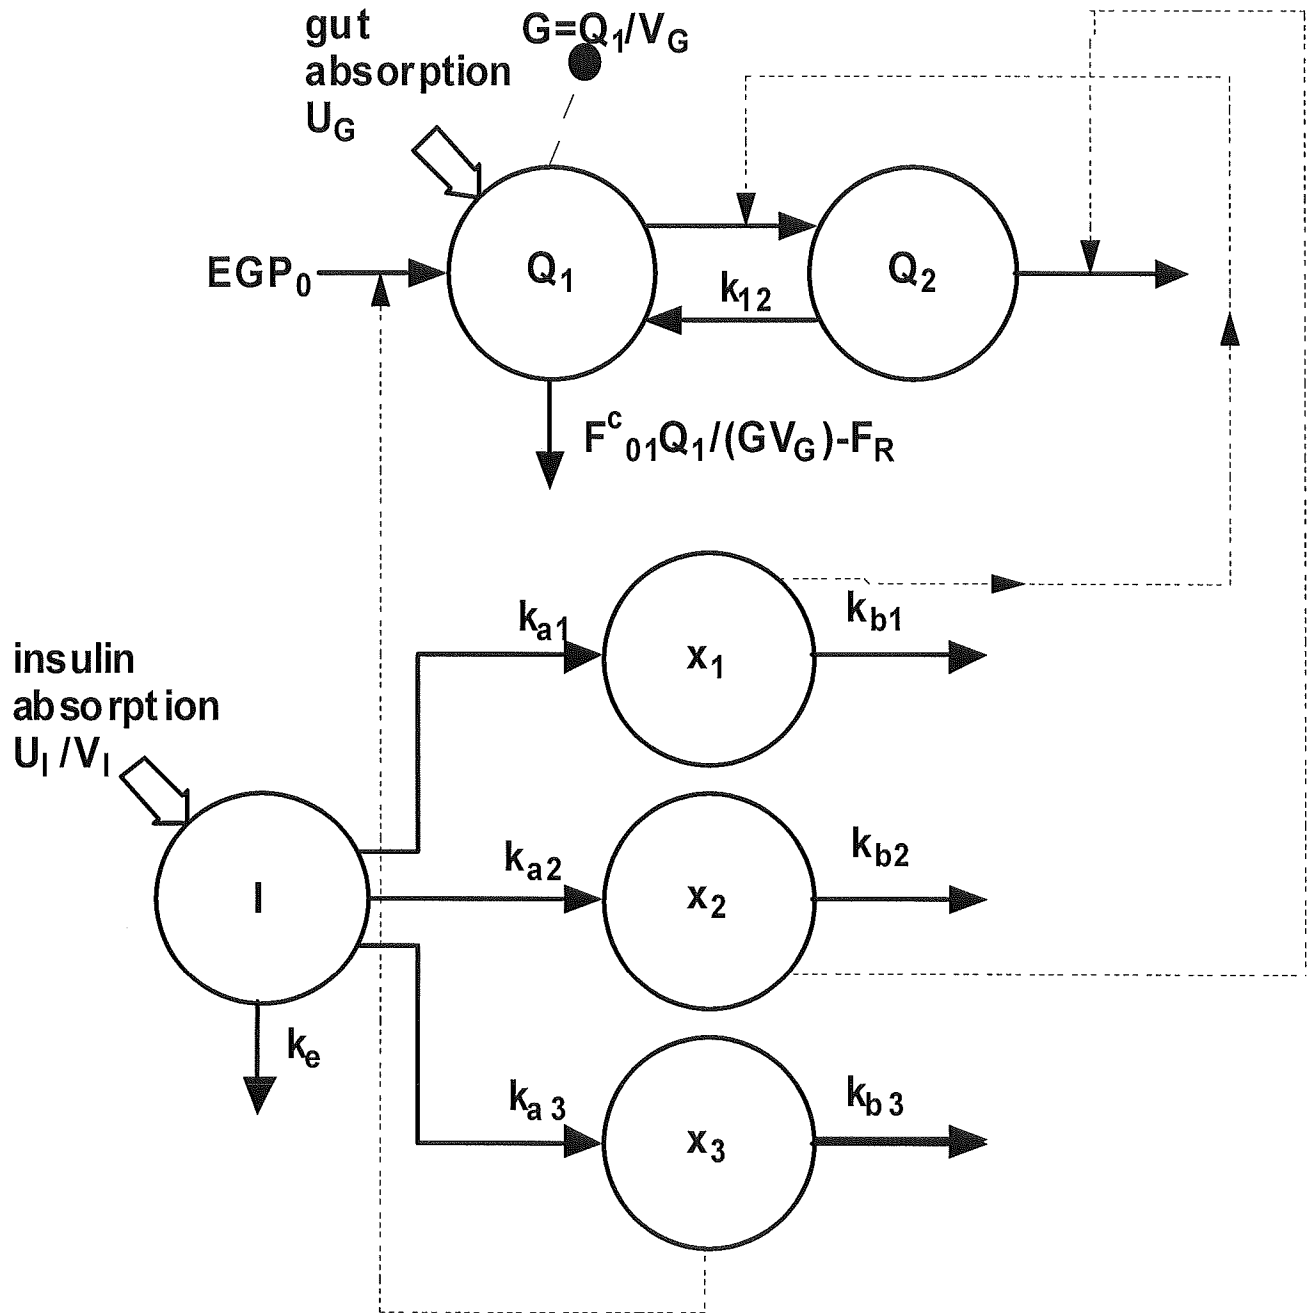 gut
absorption
U_G
G=Q_1/V_G
EGP_0
Q_1
k_12
Q_2
F^c_01Q_1/(GV_G)-F_R
k_a1
x_1
k_b1
insulin
absorption
U_I/V_I
I
k_a2
x_2
k_b2
k_e
k_a3
x_3
k_b3